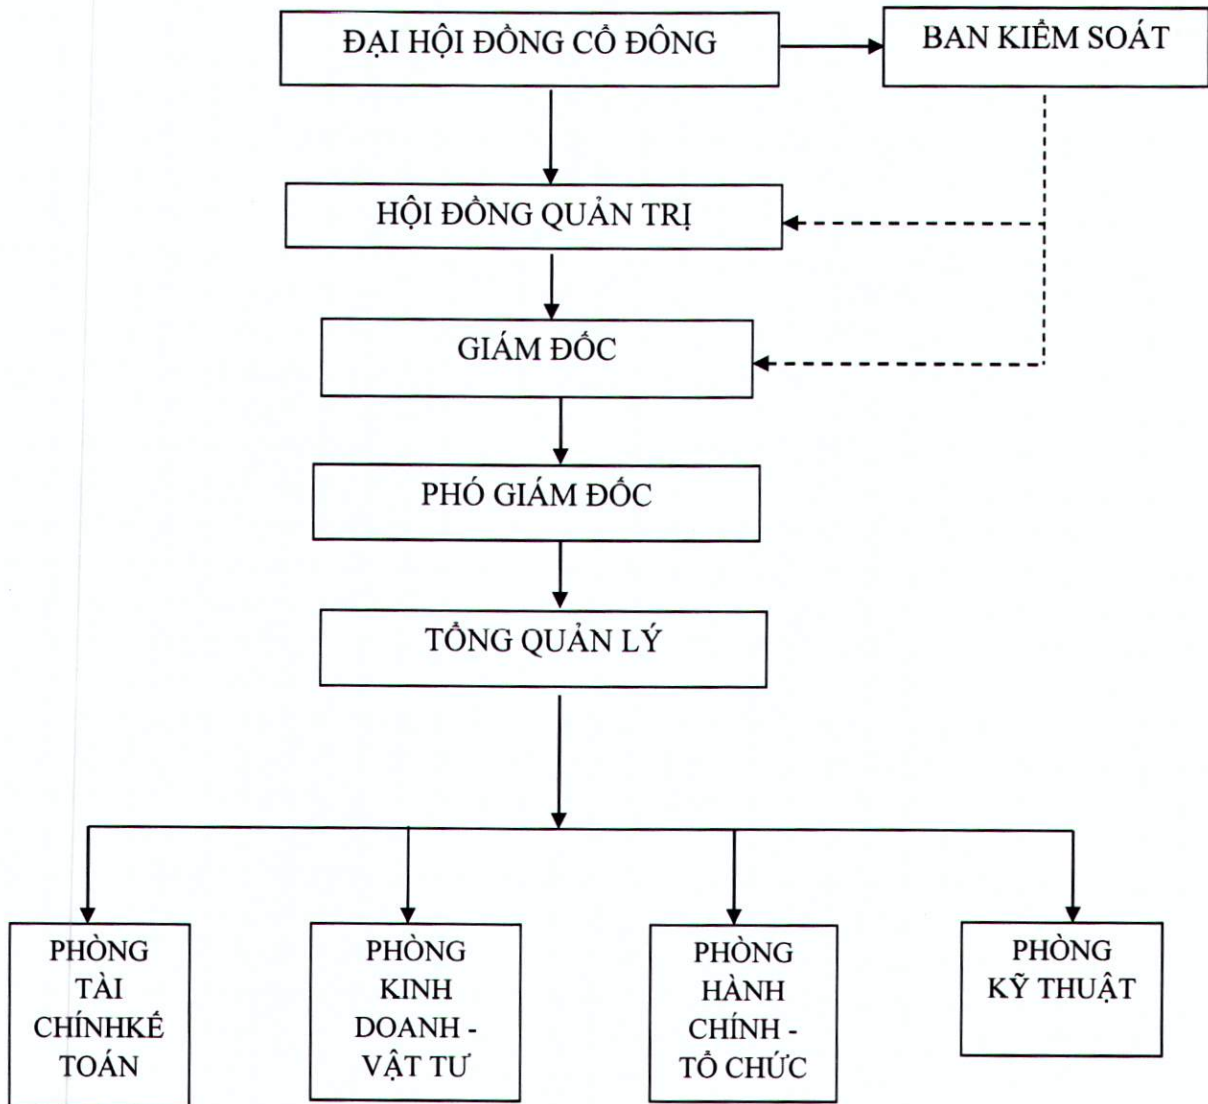 ĐẠI HỘI ĐỒNG CỔ ĐÔNG
BAN KIỂM SOÁT
HỘI ĐỒNG QUẢN TRỊ
GIÁM ĐỐC
PHÓ GIÁM ĐỐC
TỔNG QUẢN LÝ
PHÒNG
TÀI
CHÍNHKẾ
TOÁN
PHÒNG
KINH
DOANH -
VẬT TƯ
PHÒNG
HÀNH
CHÍNH -
TỔ CHỨC
PHÒNG
KỸ THUẬT